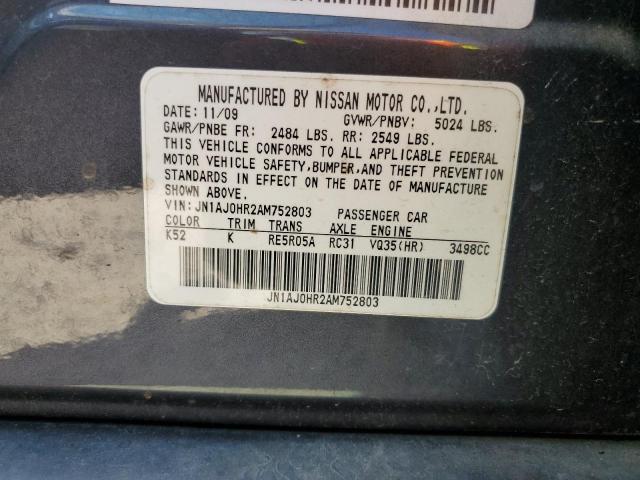 MANUFACTURED BY NISSAN MOTOR CO.,LTD.
DATE: 11/09 GVWR/PNBV: 5024 LBS.
GAWR/PNBE FR: 2484 LBS. RR: 2549 LBS.
THIS VEHICLE CONFORMS TO ALL APPLICABLE FEDERAL
MOTOR VEHICLE SAFETY,BUMPER,AND THEFT PREVENTION
STANDARDS IN EFFECT ON THE DATE OF MANUFACTURE
SHOWN ABOVE.
VIN: JN1AJ0HR2AM752803 PASSENGER CAR
COLOR TRIM TRANS AXLE ENGINE
K52 K RE5R05A RC31 VQ35(HR) 3498CC
JN1AJ0HR2AM752803